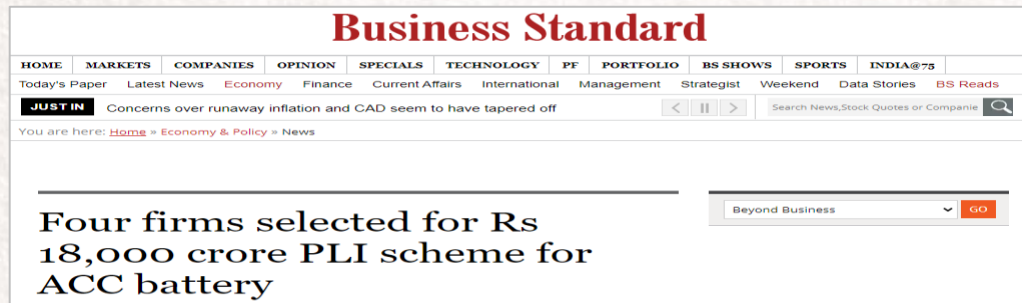 Business Standard
HOME MARKETS COMPANIES OPINION SPECIALS TECHNOLOGY PF PORTFOLIO BS SHOWS SPORTS INDIA@75
Today's Paper Latest News Economy Finance Current Affairs International Management Strategist Weekend Data Stories BS Reads
JUST IN Concerns over runaway inflation and CAD seem to have tapered off Search News,Stock Quotes or Companie
You are here: Home » Economy & Policy » News
Beyond Business GO
Four firms selected for Rs
18,000 crore PLI scheme for
ACC battery